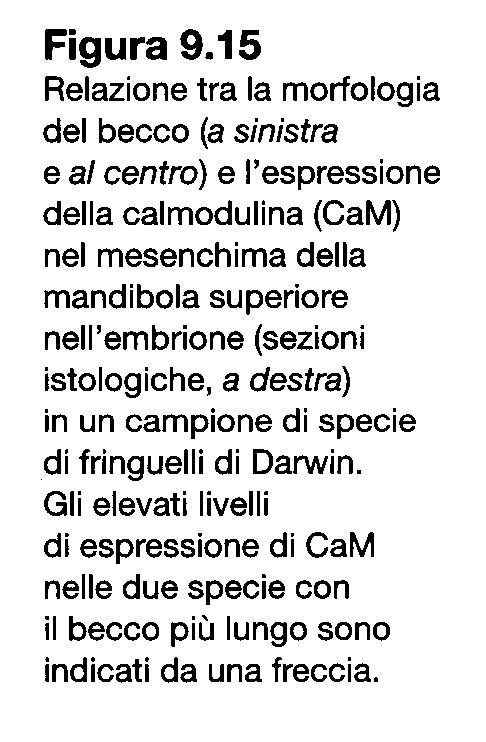 Figura 9.15
Relazione tra la morfologia
del becco (a sinistra
e al centro) e l'espressione
della calmodulina (CaM)
nel mesenchima della
mandibola superiore
nell'embrione (sezioni
istologiche, a destra)
in un campione di specie
di fringuelli di Darwin.
Gli elevati livelli
di espressione di CaM
nelle due specie con
il becco più lungo sono
indicati da una freccia.